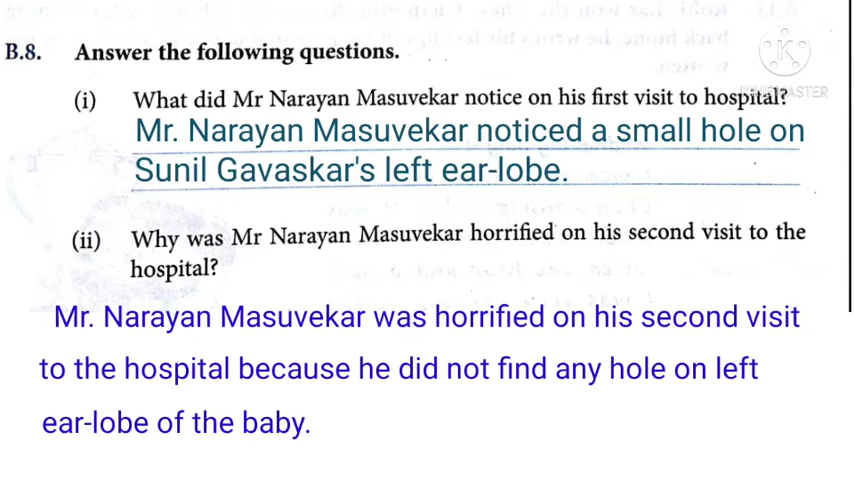 B.8. Answer the following questions.
(i) What did Mr Narayan Masuvekar notice on his first visit to hospital?
Mr. Narayan Masuvekar noticed a small hole on
Sunil Gavaskar's left ear-lobe.
(ii) Why was Mr Narayan Masuvekar horrified on his second visit to the
hospital?
Mr. Narayan Masuvekar was horrified on his second visit
to the hospital because he did not find any hole on left
ear-lobe of the baby.
K
KINEMASTER